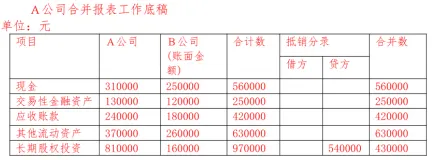 A公司合并报表工作底稿
单位：元
项目 A公司 B公司(账面金额) 合计数 抵销分录 合并数
借方 贷方
现金 310000 250000 560000 560000
交易性金融资产 130000 120000 250000 250000
应收账款 240000 180000 420000 420000
其他流动资产 370000 260000 630000 630000
长期股权投资 810000 160000 970000 540000 430000